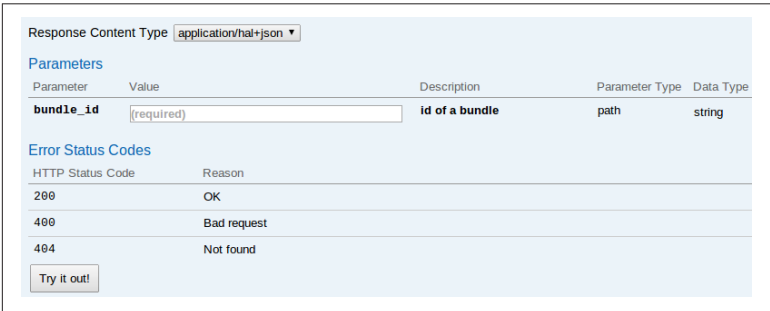 Response Content Type application/hal+json ▼
Parameters
Parameter Value Description Parameter Type Data Type
bundle_id (required) id of a bundle path string
Error Status Codes
HTTP Status Code Reason
200 OK
400 Bad request
404 Not found
Try it out!